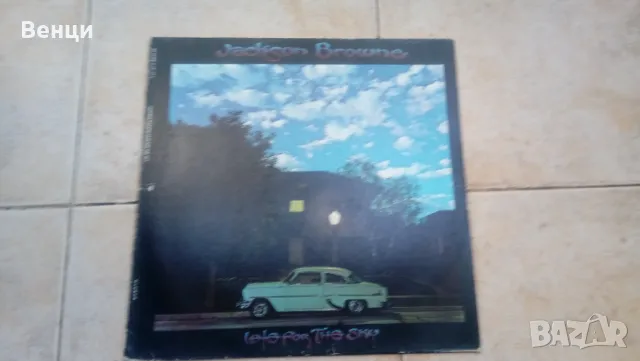 Венци
Jackson Browne
Late For The Sky
BAZAR